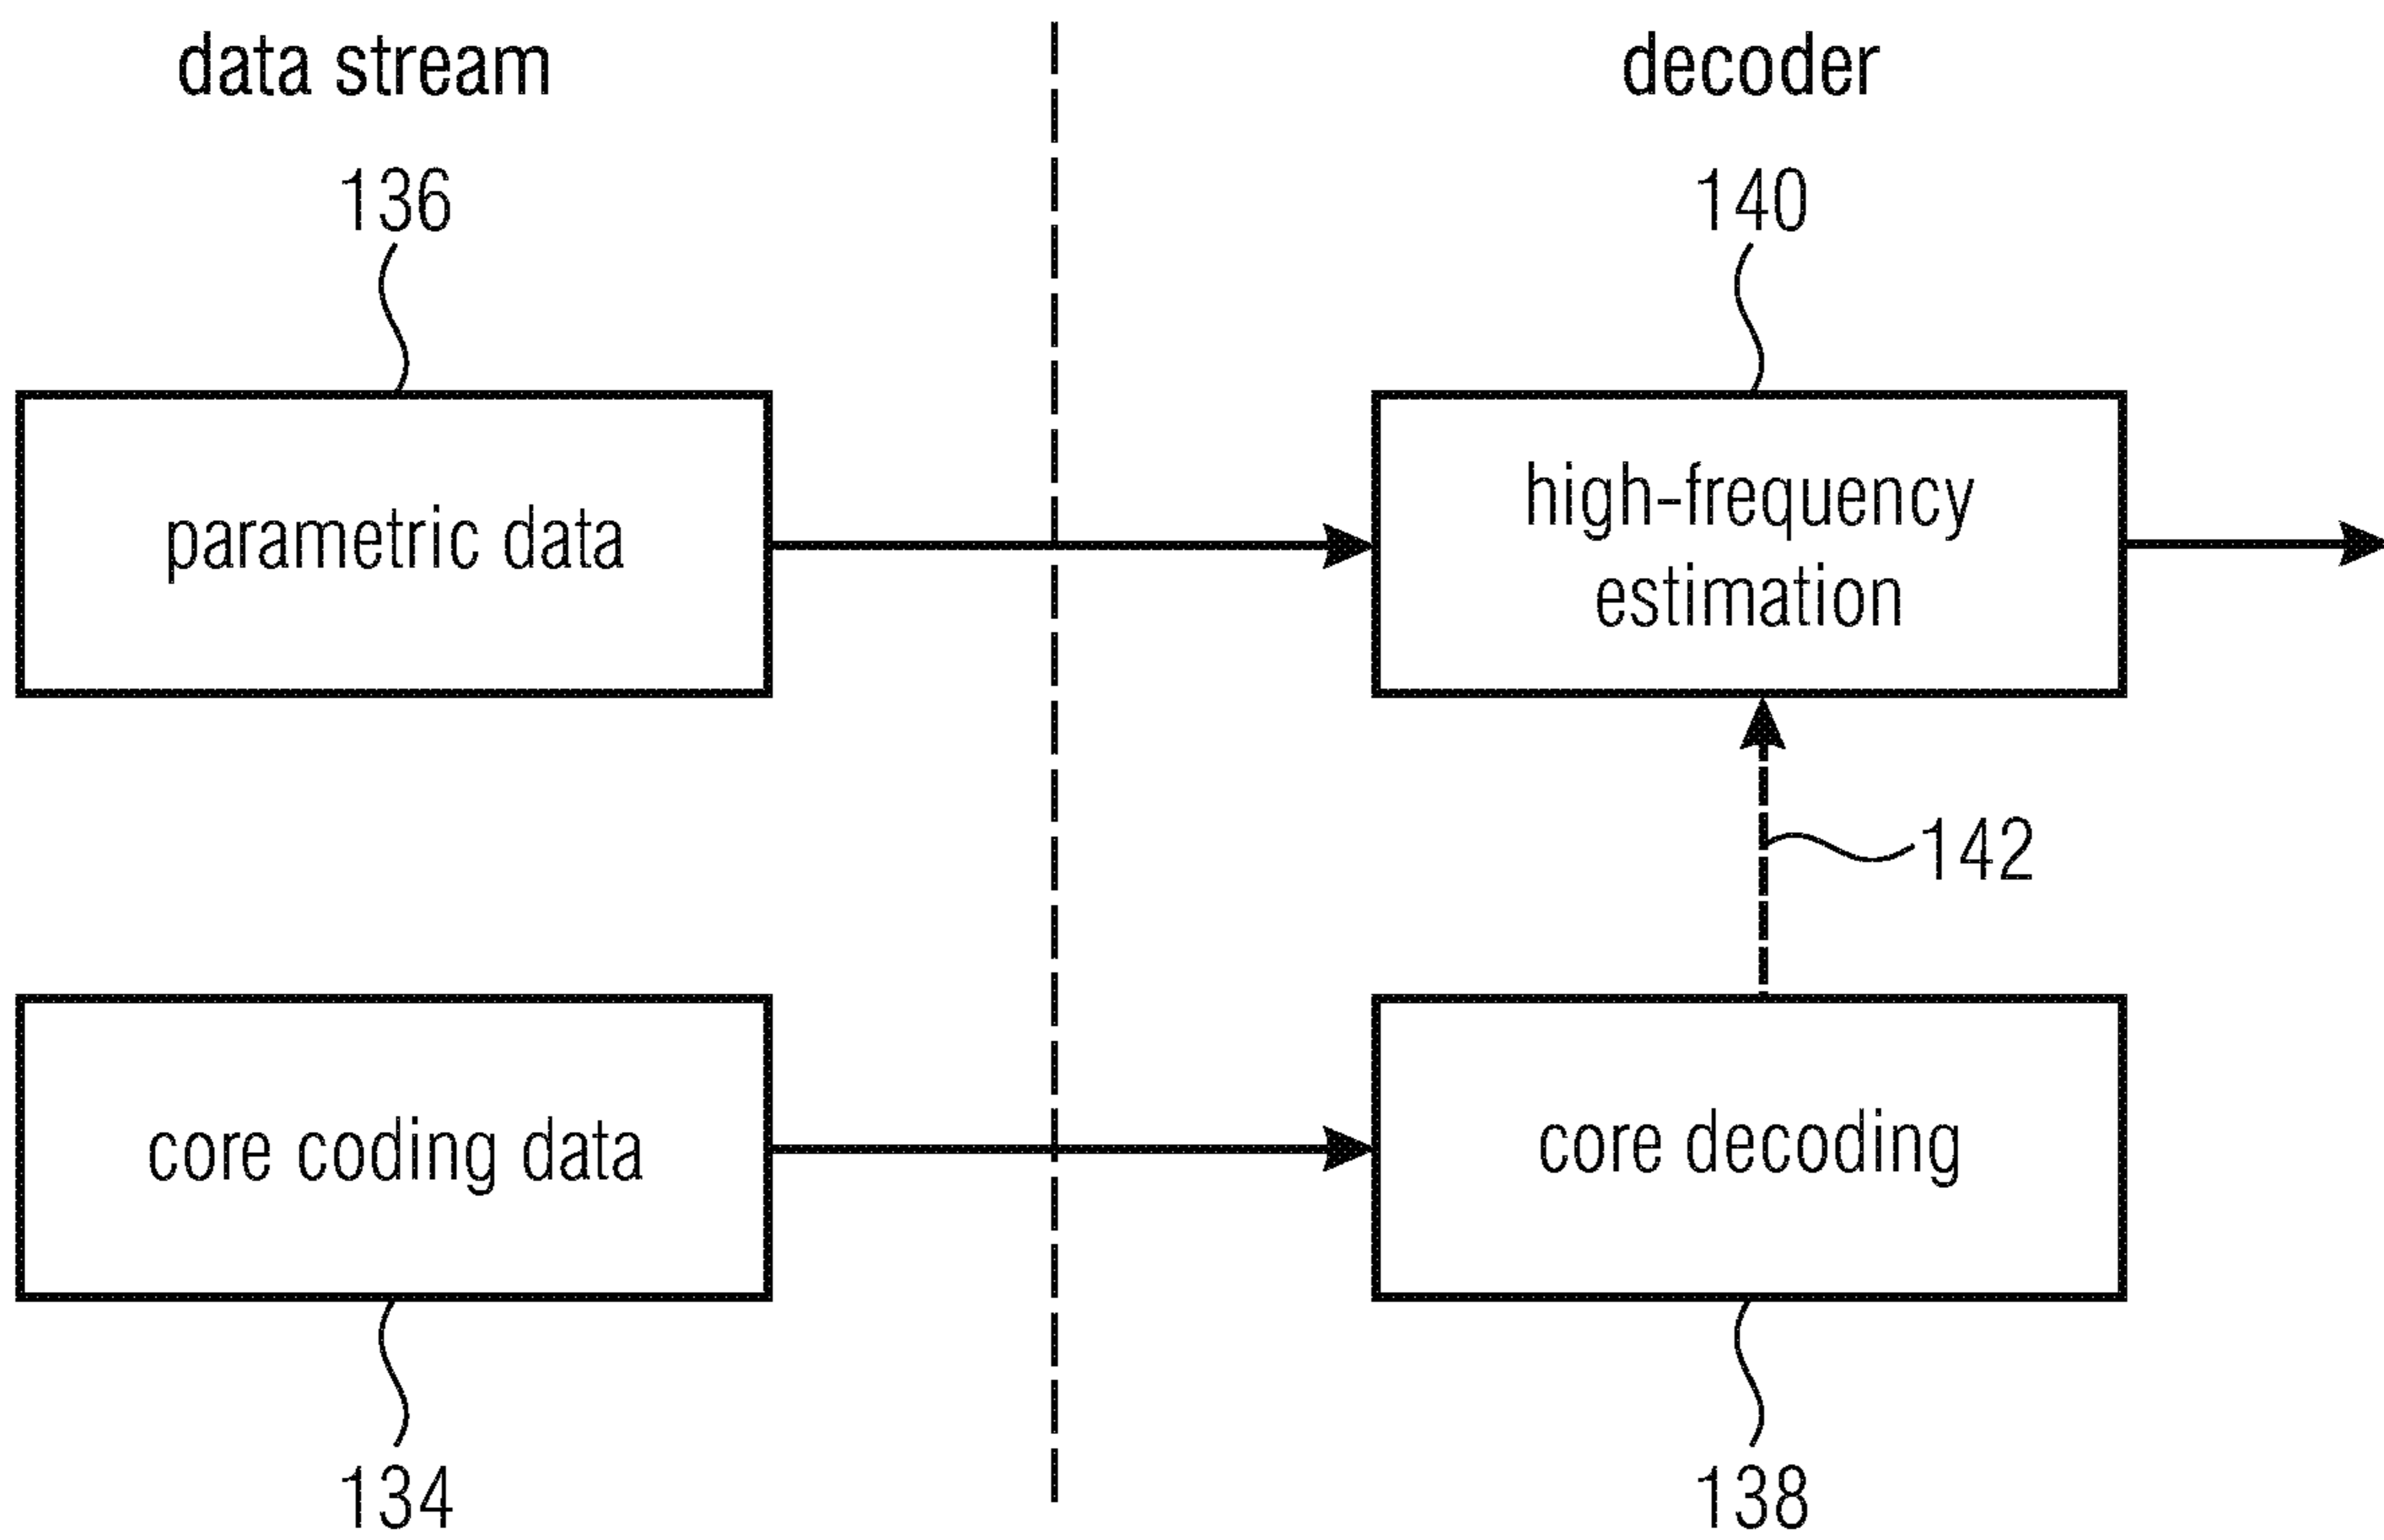 data stream
decoder
136
140
parametric data
high-frequency
estimation
142
core coding data
core decoding
134
138